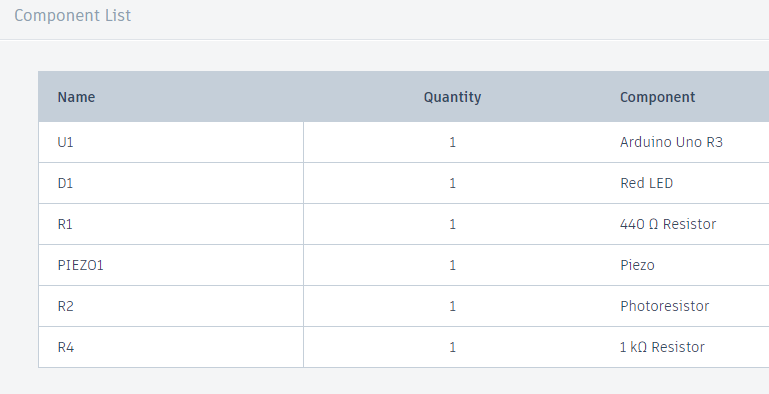 Component List
Name Quantity Component
U1 1 Arduino Uno R3
D1 1 Red LED
R1 1 440 Ω Resistor
PIEZO1 1 Piezo
R2 1 Photoresistor
R4 1 1 kΩ Resistor